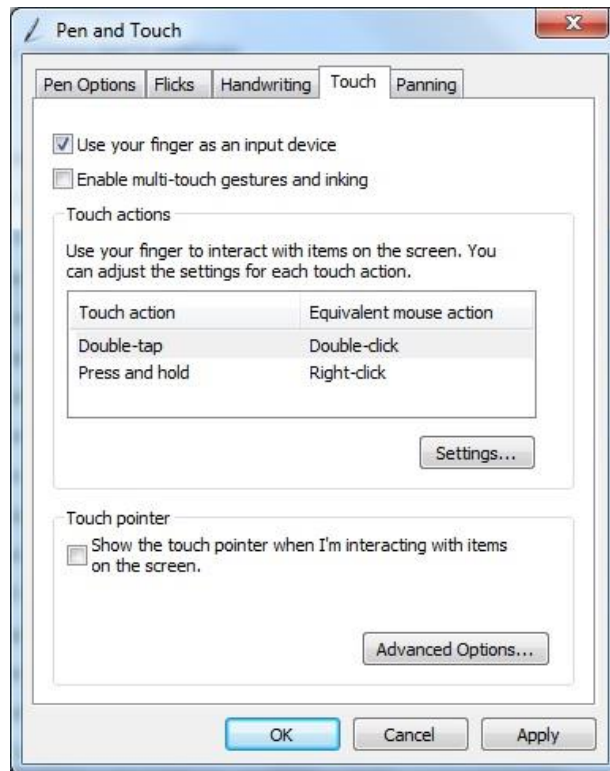 Pen and Touch
Pen Options Flicks Handwriting Touch Panning
Use your finger as an input device
Enable multi-touch gestures and inking
Touch actions
Use your finger to interact with items on the screen. You
can adjust the settings for each touch action.
Touch action Equivalent mouse action
Double-tap Double-click
Press and hold Right-click
Settings...
Touch pointer
Show the touch pointer when I'm interacting with items
on the screen.
Advanced Options...
OK Cancel Apply